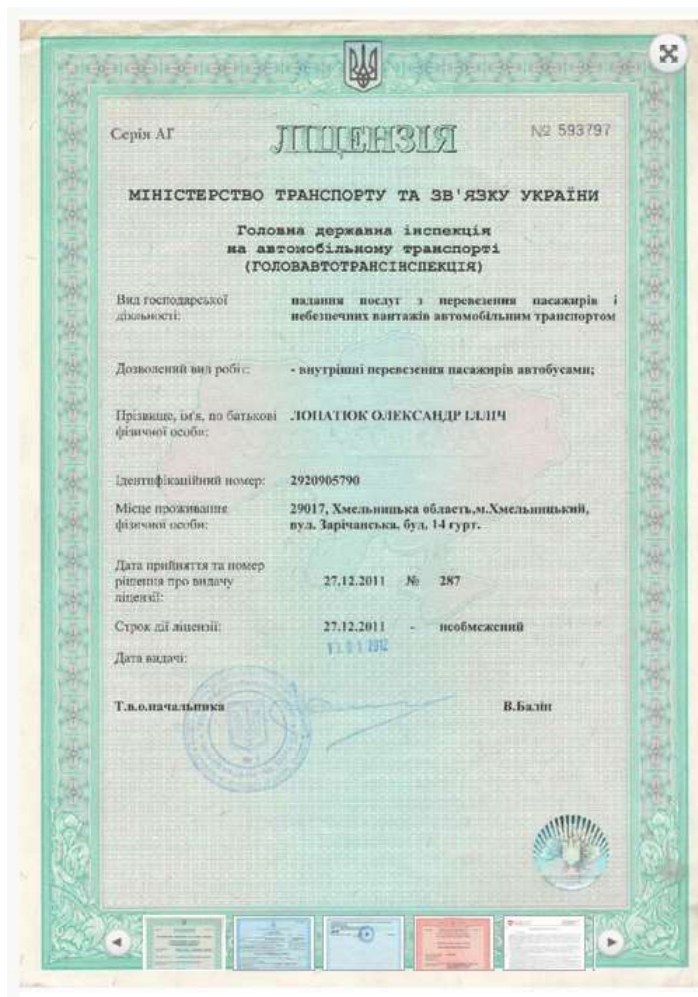 Серія АГ
ЛІЦЕНЗІЯ
№ 593797
МІНІСТЕРСТВО ТРАНСПОРТУ ТА ЗВ'ЯЗКУ УКРАЇНИ
Головна державна інспекція
на автомобільному транспорті
(ГОЛОВАВТОТРАНСІНСПЕКЦІЯ)
Вид господарської діяльності:
надання послуг з перевезення пасажирів і
небезпечних вантажів автомобільним транспортом
Дозволений вид робіт:
- внутрішні перевезення пасажирів автобусами;
Прізвище, ім'я, по батькові
фізичної особи:
ЛОПАТЮК ОЛЕКСАНДР ІЛЛІЧ
Ідентифікаційний номер:
2920905790
Місце проживання
фізичної особи:
29017, Хмельницька область,м.Хмельницький,
вул. Зарічанська, буд. 14 гурт.
Дата прийняття та номер
рішення про видачу
ліцензії:
27.12.2011 № 287
Строк дії ліцензії:
27.12.2011 - необмежений
Дата видачі:
Т.в.о.начальника
В.Балін